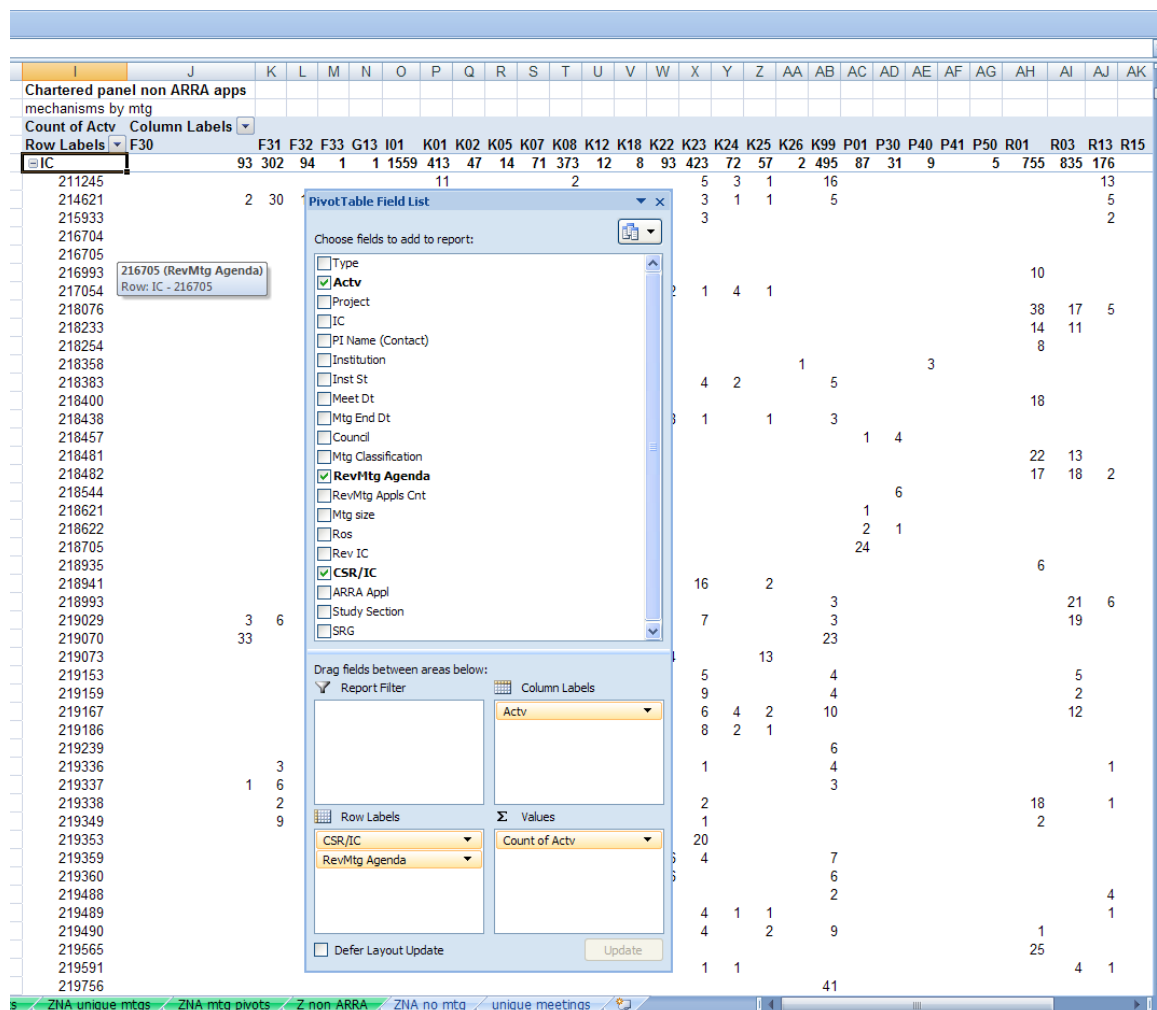 I J K L M N O P Q R S T U V W X Y Z AA AB AC AD AE AF AG AH AI AJ AK
Chartered panel non ARRA apps
mechanisms by mtg
Count of Actv Column Labels
Row Labels F30 F31 F32 F33 G13 I01 K01 K02 K05 K07 K08 K12 K18 K22 K23 K24 K25 K26 K99 P01 P30 P40 P41 P50 R01 R03 R13 R15
IC 93 302 94 1 1 1559 413 47 14 71 373 12 8 93 423 72 57 2 495 87 31 9 5 755 835 176
211245 11 2 5 3 1 16 13
214621 2 30 3 1 1 5 5
215933 3 2
216704
216705
216993 10
217054 1 4 1
218076 38 17 5
218233 14 11
218254 8
218358 1 3
218383 4 2 5
218400 18
218438 1 1 3
218457 1 4
218481 22 13
218482 17 18 2
218544 6
218621 1
218622 2 1
218705 24
218935 6
218941 16 2
218993 3 21 6
219029 3 6 7 3 19
219070 33 23
219073 13
219153 5 4 5
219159 9 4 2
219167 6 4 2 10 12
219186 8 2 1
219239 6
219336 3 1 4 1
219337 1 6 3
219338 2 2 18 1
219349 9 1 2
219353 20
219359 4 7
219360 6
219488 2 4
219489 4 1 1 1
219490 4 2 9 1
219565 25
219591 1 1 4 1
219756 41
216705 (RevMtg Agenda)
Row: IC - 216705
PivotTable Field List
Choose fields to add to report:
Type
Actv
Project
IC
PI Name (Contact)
Institution
Inst St
Meet Dt
Mtg End Dt
Council
Mtg Classification
RevMtg Agenda
RevMtg Appls Cnt
Mtg size
Ros
Rev IC
CSR/IC
ARRA Appl
Study Section
SRG
Drag fields between areas below:
Report Filter Column Labels
Actv
Row Labels Σ Values
CSR/IC Count of Actv
RevMtg Agenda
Defer Layout Update Update
ZNA unique mtgs ZNA mtg pivots Z non ARRA ZNA no mtg unique meetings